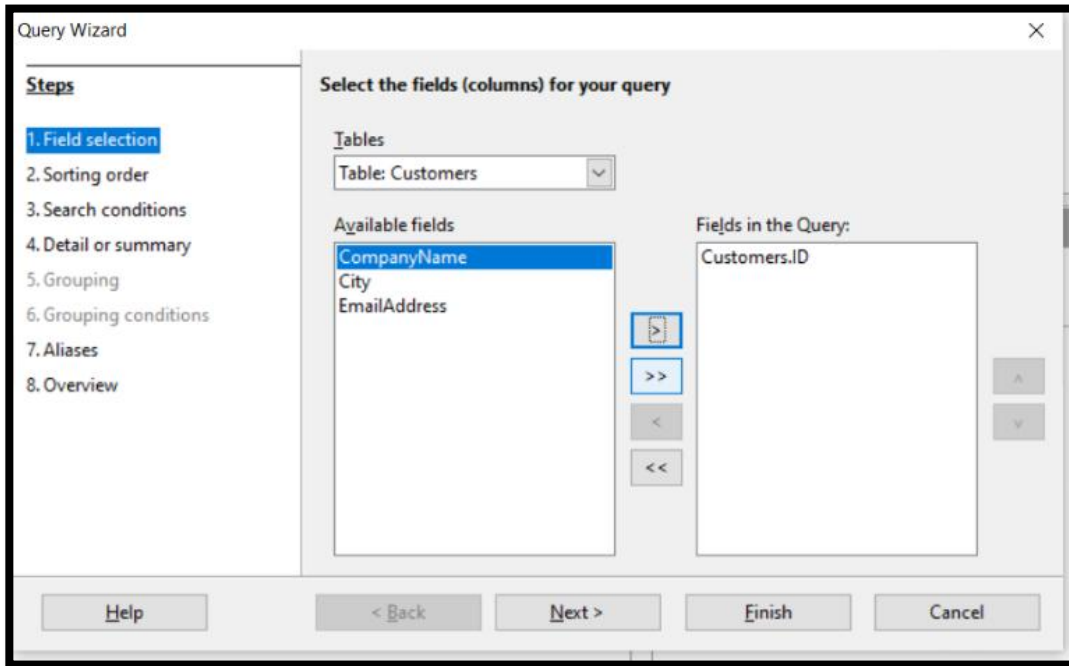 Query Wizard
Steps
1. Field selection
2. Sorting order
3. Search conditions
4. Detail or summary
5. Grouping
6. Grouping conditions
7. Aliases
8. Overview
Select the fields (columns) for your query
Tables
Table: Customers
Available fields
CompanyName
City
EmailAddress
>
>>
<
<<
Fields in the Query:
Customers.ID
Help
< Back
Next >
Finish
Cancel